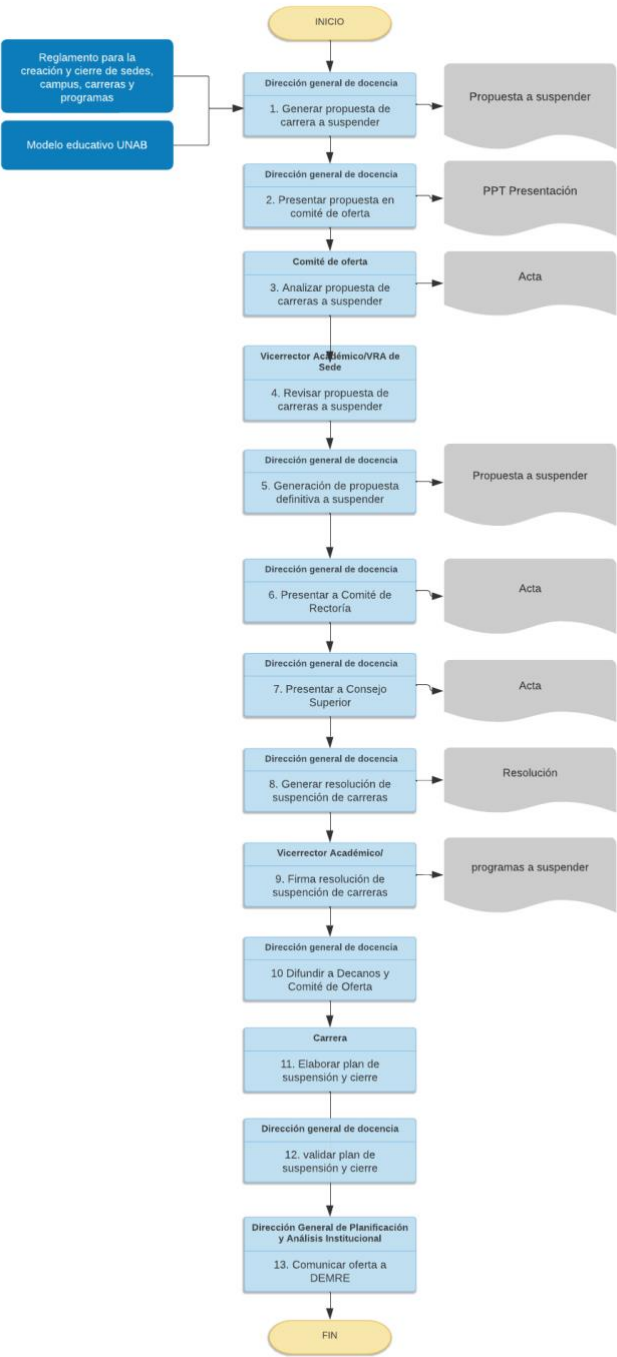 INICIO
Reglamento para la
creación y cierre de sedes,
campus, carreras y
programas
Modelo educativo UNAB
Dirección general de docencia
1. Generar propuesta de
carrera a suspender
Propuesta a suspender
Dirección general de docencia
2. Presentar propuesta en
comité de oferta
PPT Presentación
Comité de oferta
3. Analizar propuesta de
carreras a suspender
Acta
Vicerrector Académico/VRA de
Sede
4. Revisar propuesta de
carreras a suspender
Dirección general de docencia
5. Generación de propuesta
definitiva a suspender
Propuesta a suspender
Dirección general de docencia
6. Presentar a Comité de
Rectoría
Acta
Dirección general de docencia
7. Presentar a Consejo
Superior
Acta
Dirección general de docencia
8. Generar resolución de
suspención de carreras
Resolución
Vicerrector Académico/
9. Firma resolución de
suspención de carreras
programas a suspender
Dirección general de docencia
10 Difundir a Decanos y
Comité de Oferta
Carrera
11. Elaborar plan de
suspensión y cierre
Dirección general de docencia
12. validar plan de
suspensión y cierre
Dirección General de Planificación
y Análisis Institucional
13. Comunicar oferta a
DEMRE
FIN